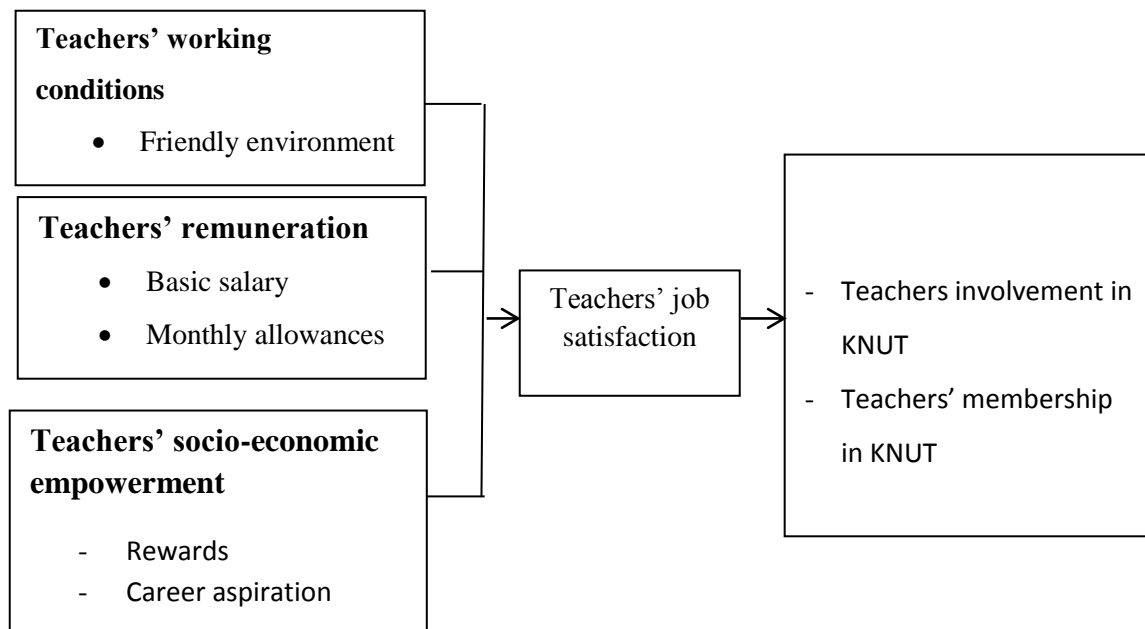 Teachers’ working
conditions
• Friendly environment
Teachers’ remuneration
• Basic salary
• Monthly allowances
Teachers’ socio-economic
empowerment
- Rewards
- Career aspiration
Teachers’ job
satisfaction
- Teachers involvement in
KNUT
- Teachers’ membership
in KNUT